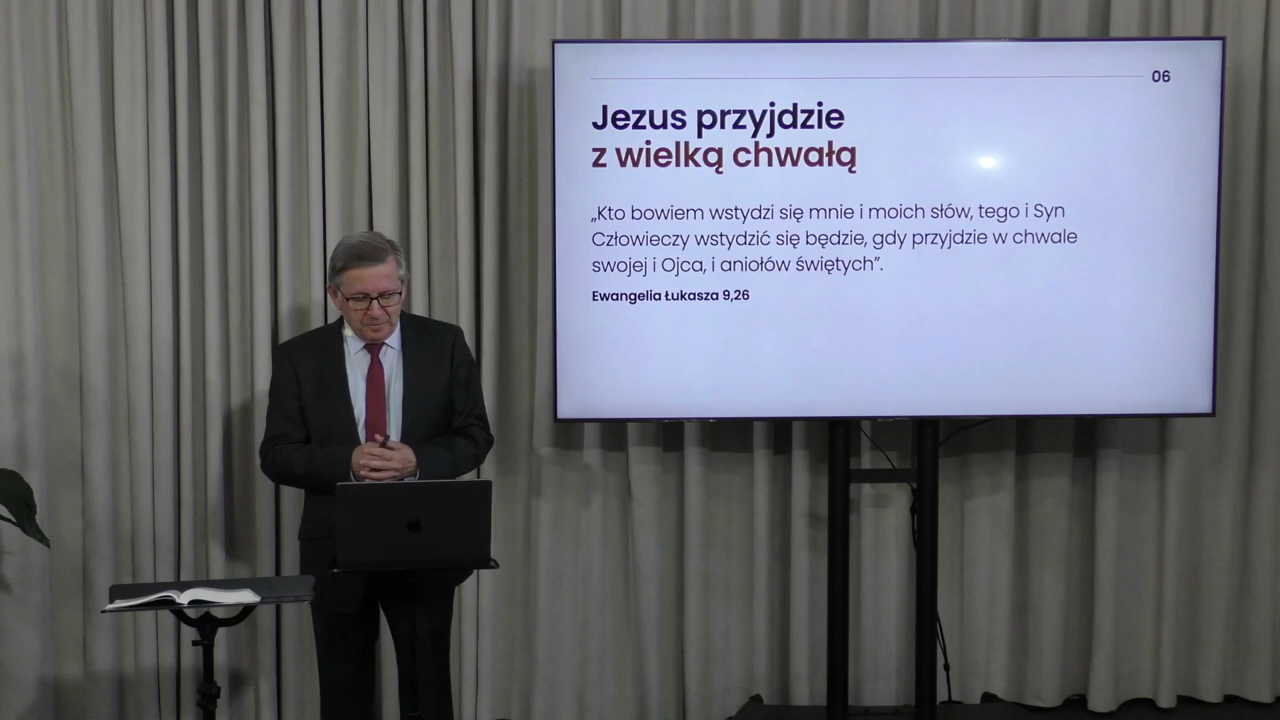 06
Jezus przyjdzie
z wielką chwałą
„Kto bowiem wstydzi się mnie i moich słów, tego i Syn
Człowieczy wstydzić się będzie, gdy przyjdzie w chwale
swojej i Ojca, i aniołów świętych”.
Ewangelia Łukasza 9,26